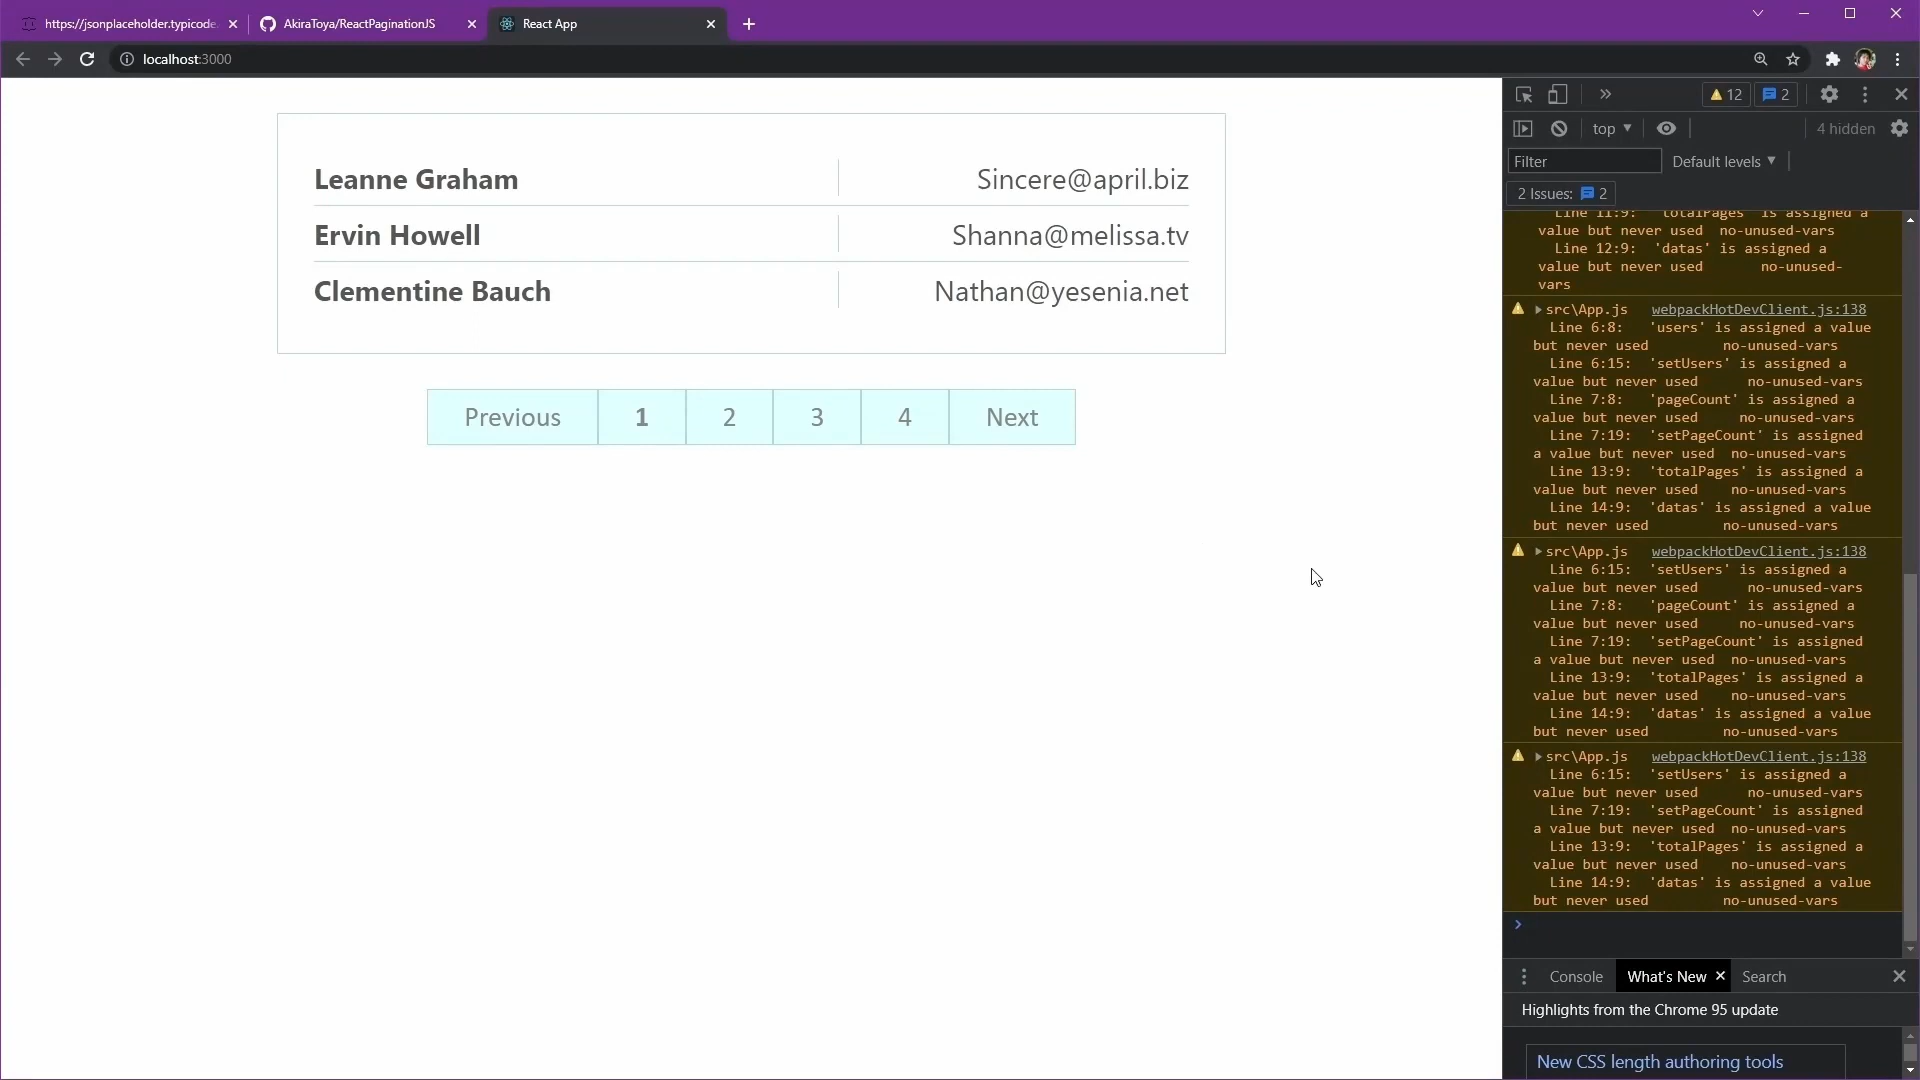 https://jsonplaceholder.typicode.
AkiraToya/ReactPaginationJS
React App
localhost:3000
Leanne Graham Sincere@april.biz
Ervin Howell Shanna@melissa.tv
Clementine Bauch Nathan@yesenia.net
Previous 1 2 3 4 Next
12 2
top 4 hidden
Filter Default levels
2 Issues: 2
Line 11:9: 'totalPages' is assigned a
value but never used no-unused-vars
Line 12:9: 'datas' is assigned a
value but never used no-unused-
vars
src\App.js webpackHotDevClient.js:138
Line 6:8: 'users' is assigned a value
but never used no-unused-vars
Line 6:15: 'setUsers' is assigned a
value but never used no-unused-vars
Line 7:8: 'pageCount' is assigned a
value but never used no-unused-vars
Line 7:19: 'setPageCount' is assigned
a value but never used no-unused-vars
Line 13:9: 'totalPages' is assigned a
value but never used no-unused-vars
Line 14:9: 'datas' is assigned a value
but never used no-unused-vars
src\App.js webpackHotDevClient.js:138
Line 6:15: 'setUsers' is assigned a
value but never used no-unused-vars
Line 7:8: 'pageCount' is assigned a
value but never used no-unused-vars
Line 7:19: 'setPageCount' is assigned
a value but never used no-unused-vars
Line 13:9: 'totalPages' is assigned a
value but never used no-unused-vars
Line 14:9: 'datas' is assigned a value
but never used no-unused-vars
src\App.js webpackHotDevClient.js:138
Line 6:15: 'setUsers' is assigned a
value but never used no-unused-vars
Line 7:19: 'setPageCount' is assigned
a value but never used no-unused-vars
Line 13:9: 'totalPages' is assigned a
value but never used no-unused-vars
Line 14:9: 'datas' is assigned a value
but never used no-unused-vars
Console What's New Search
Highlights from the Chrome 95 update
New CSS length authoring tools